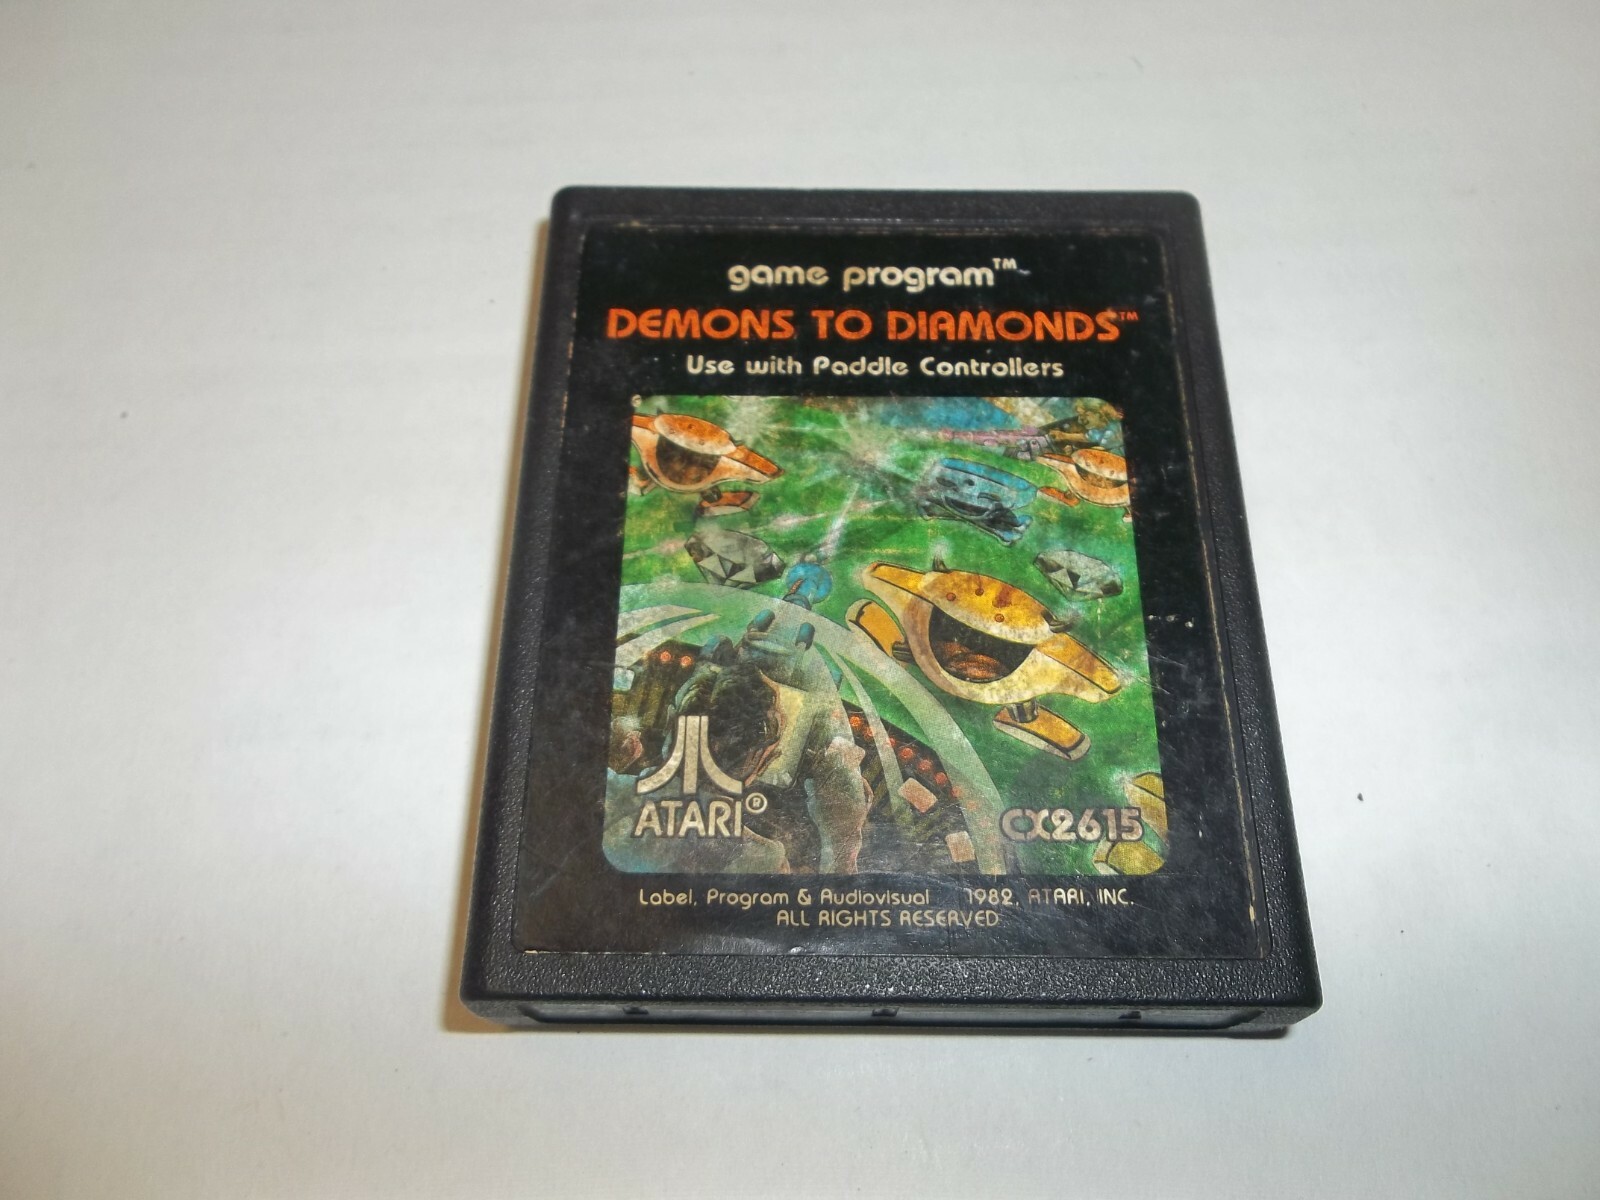 game program™
DEMONS TO DIAMONDS™
Use with Paddle Controllers
ATARI®
CX2615
Label, Program & Audiovisual 1982, ATARI, INC.
ALL RIGHTS RESERVED